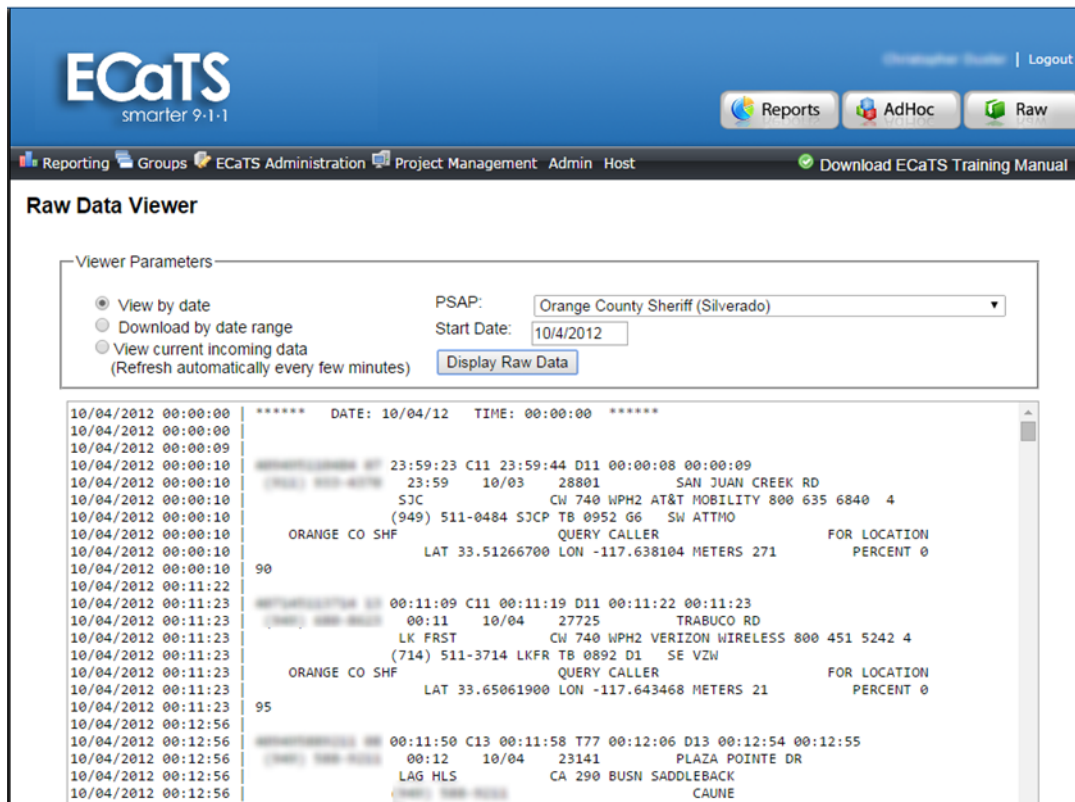 ECaTS
smarter 9·1·1
| Logout
Reports AdHoc Raw
Reporting Groups ECaTS Administration Project Management Admin Host Download ECaTS Training Manual
Raw Data Viewer
Viewer Parameters
View by date
Download by date range
View current incoming data
(Refresh automatically every few minutes)
PSAP: Orange County Sheriff (Silverado)
Start Date: 10/4/2012
Display Raw Data
10/04/2012 00:00:00 | ****** DATE: 10/04/12 TIME: 00:00:00 ******
10/04/2012 00:00:00 |
10/04/2012 00:00:09 |
10/04/2012 00:00:10 | 23:59:23 C11 23:59:44 D11 00:00:08 00:00:09
10/04/2012 00:00:10 | 23:59 10/03 28801 SAN JUAN CREEK RD
10/04/2012 00:00:10 | SJC CW 740 WPH2 AT&T MOBILITY 800 635 6840 4
10/04/2012 00:00:10 | (949) 511-0484 SJCP TB 0952 G6 SW ATTMO
10/04/2012 00:00:10 | ORANGE CO SHF QUERY CALLER FOR LOCATION
10/04/2012 00:00:10 | LAT 33.51266700 LON -117.638104 METERS 271 PERCENT 0
10/04/2012 00:00:10 | 90
10/04/2012 00:11:22 |
10/04/2012 00:11:23 | 00:11:09 C11 00:11:19 D11 00:11:22 00:11:23
10/04/2012 00:11:23 | 00:11 10/04 27725 TRABUCO RD
10/04/2012 00:11:23 | LK FRST CW 740 WPH2 VERIZON WIRELESS 800 451 5242 4
10/04/2012 00:11:23 | (714) 511-3714 LKFR TB 0892 D1 SE VZW
10/04/2012 00:11:23 | ORANGE CO SHF QUERY CALLER FOR LOCATION
10/04/2012 00:11:23 | LAT 33.65061900 LON -117.643468 METERS 21 PERCENT 0
10/04/2012 00:11:23 | 95
10/04/2012 00:12:56 |
10/04/2012 00:12:56 | 00:11:50 C13 00:11:58 T77 00:12:06 D13 00:12:54 00:12:55
10/04/2012 00:12:56 | 00:12 10/04 23141 PLAZA POINTE DR
10/04/2012 00:12:56 | LAG HLS CA 290 BUSN SADDLEBACK
10/04/2012 00:12:56 | CAUNE